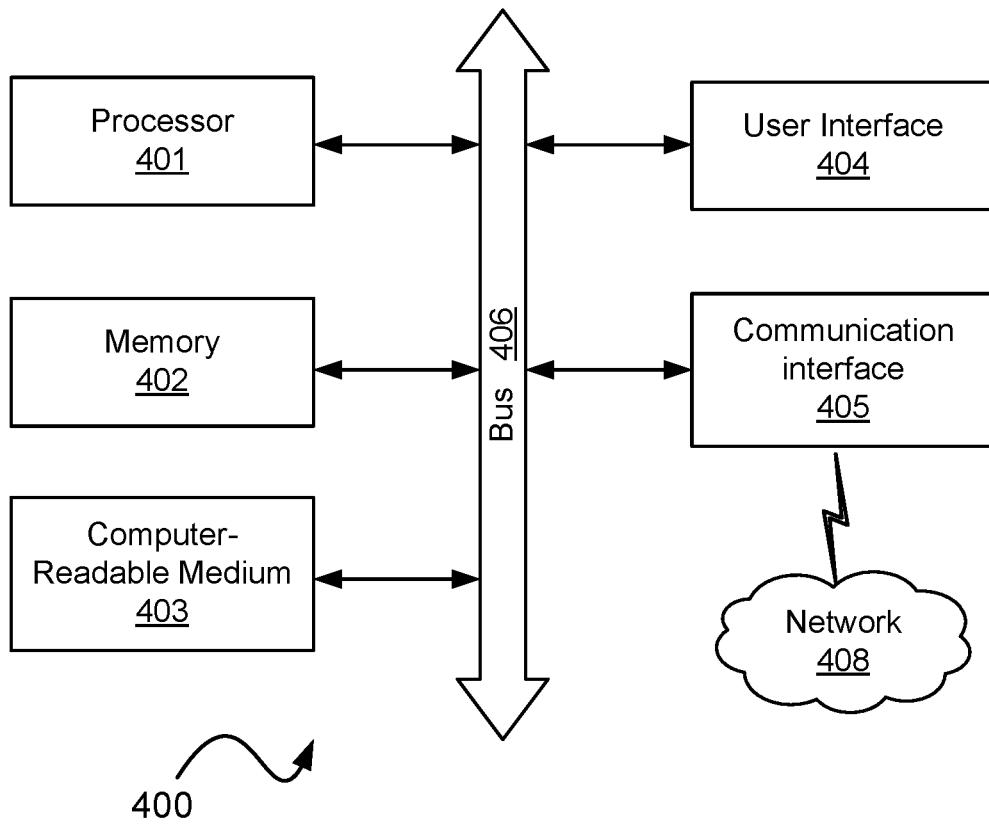 Processor
401
User Interface
404
Memory
402
Bus 406
Communication
interface
405
Computer-
Readable Medium
403
Network
408
400